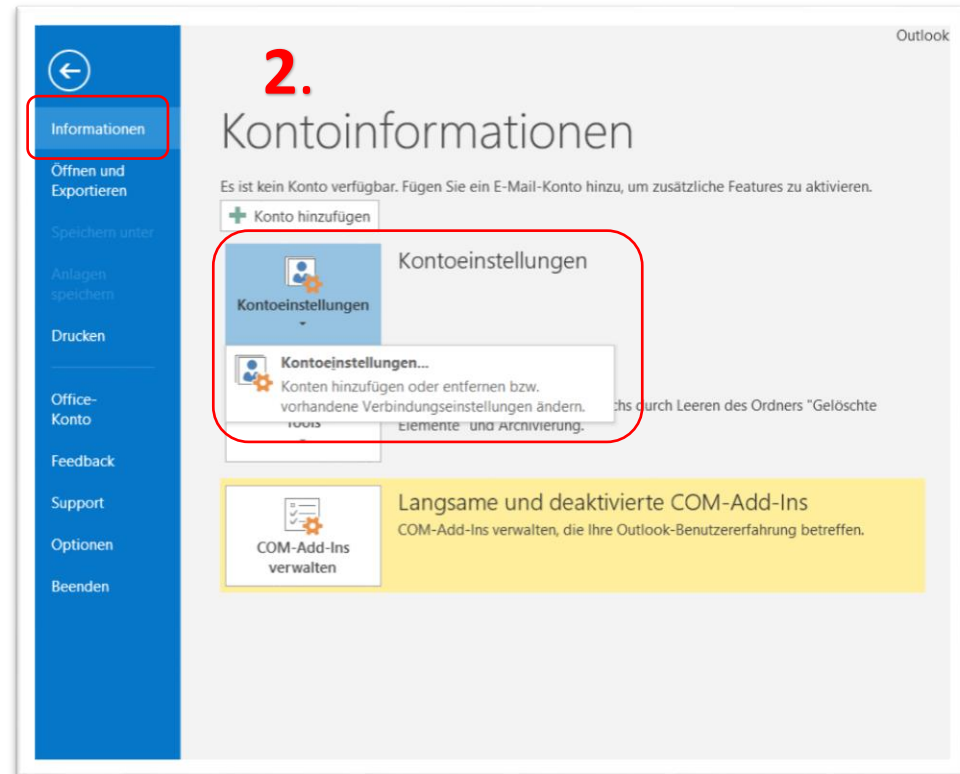 Outlook
2.
Informationen
Öffnen und
Exportieren
Speichern unter
Anlagen
speichern
Drucken
Office-
Konto
Feedback
Support
Optionen
Beenden
Kontoinformationen
Es ist kein Konto verfügbar. Fügen Sie ein E-Mail-Konto hinzu, um zusätzliche Features zu aktivieren.
Konto hinzufügen
Kontoeinstellungen
Kontoeinstellungen
Kontoeinstellungen...
Konten hinzufügen oder entfernen bzw.
vorhandene Verbindungseinstellungen ändern.
durch Leeren des Ordners "Gelöschte
Tools
Elemente" und Archivierung.
COM-Add-Ins
verwalten
Langsame und deaktivierte COM-Add-Ins
COM-Add-Ins verwalten, die Ihre Outlook-Benutzererfahrung betreffen.